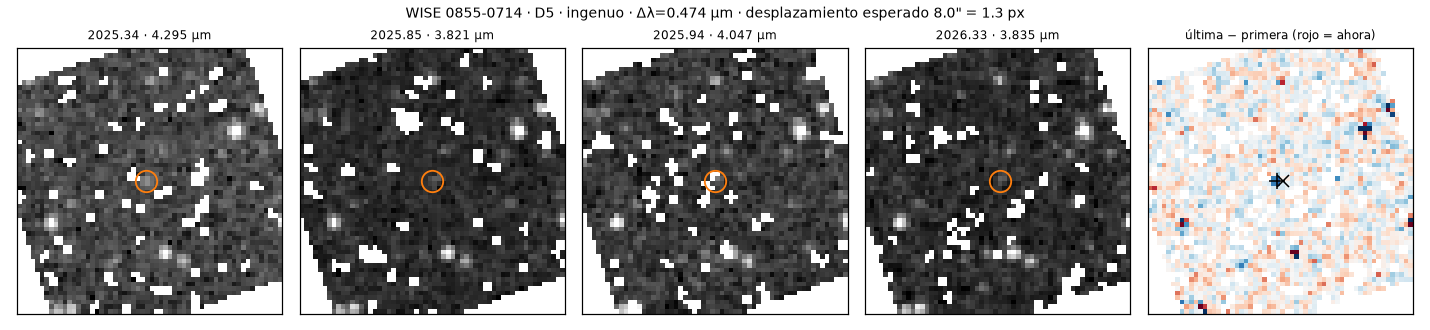 WISE 0855-0714 · D5 · ingenuo · Δλ=0.474 μm · desplazamiento esperado 8.0" = 1.3 px
2025.34 · 4.295 μm
2025.85 · 3.821 μm
2025.94 · 4.047 μm
2026.33 · 3.835 μm
última − primera (rojo = ahora)